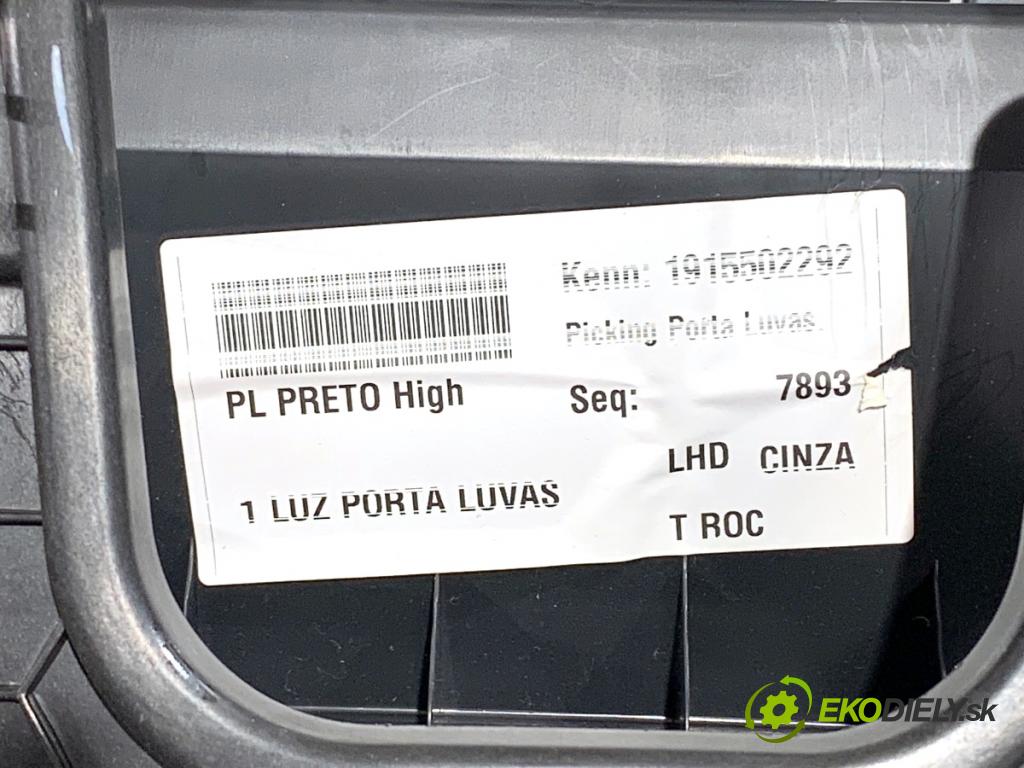 Kenn: 1915502292
Picking Porta Luvas.
PL PRETO High
Seq: 7893
LHD CINZA
1 LUZ PORTA LUVAS
T ROC
EKODIELY.sk